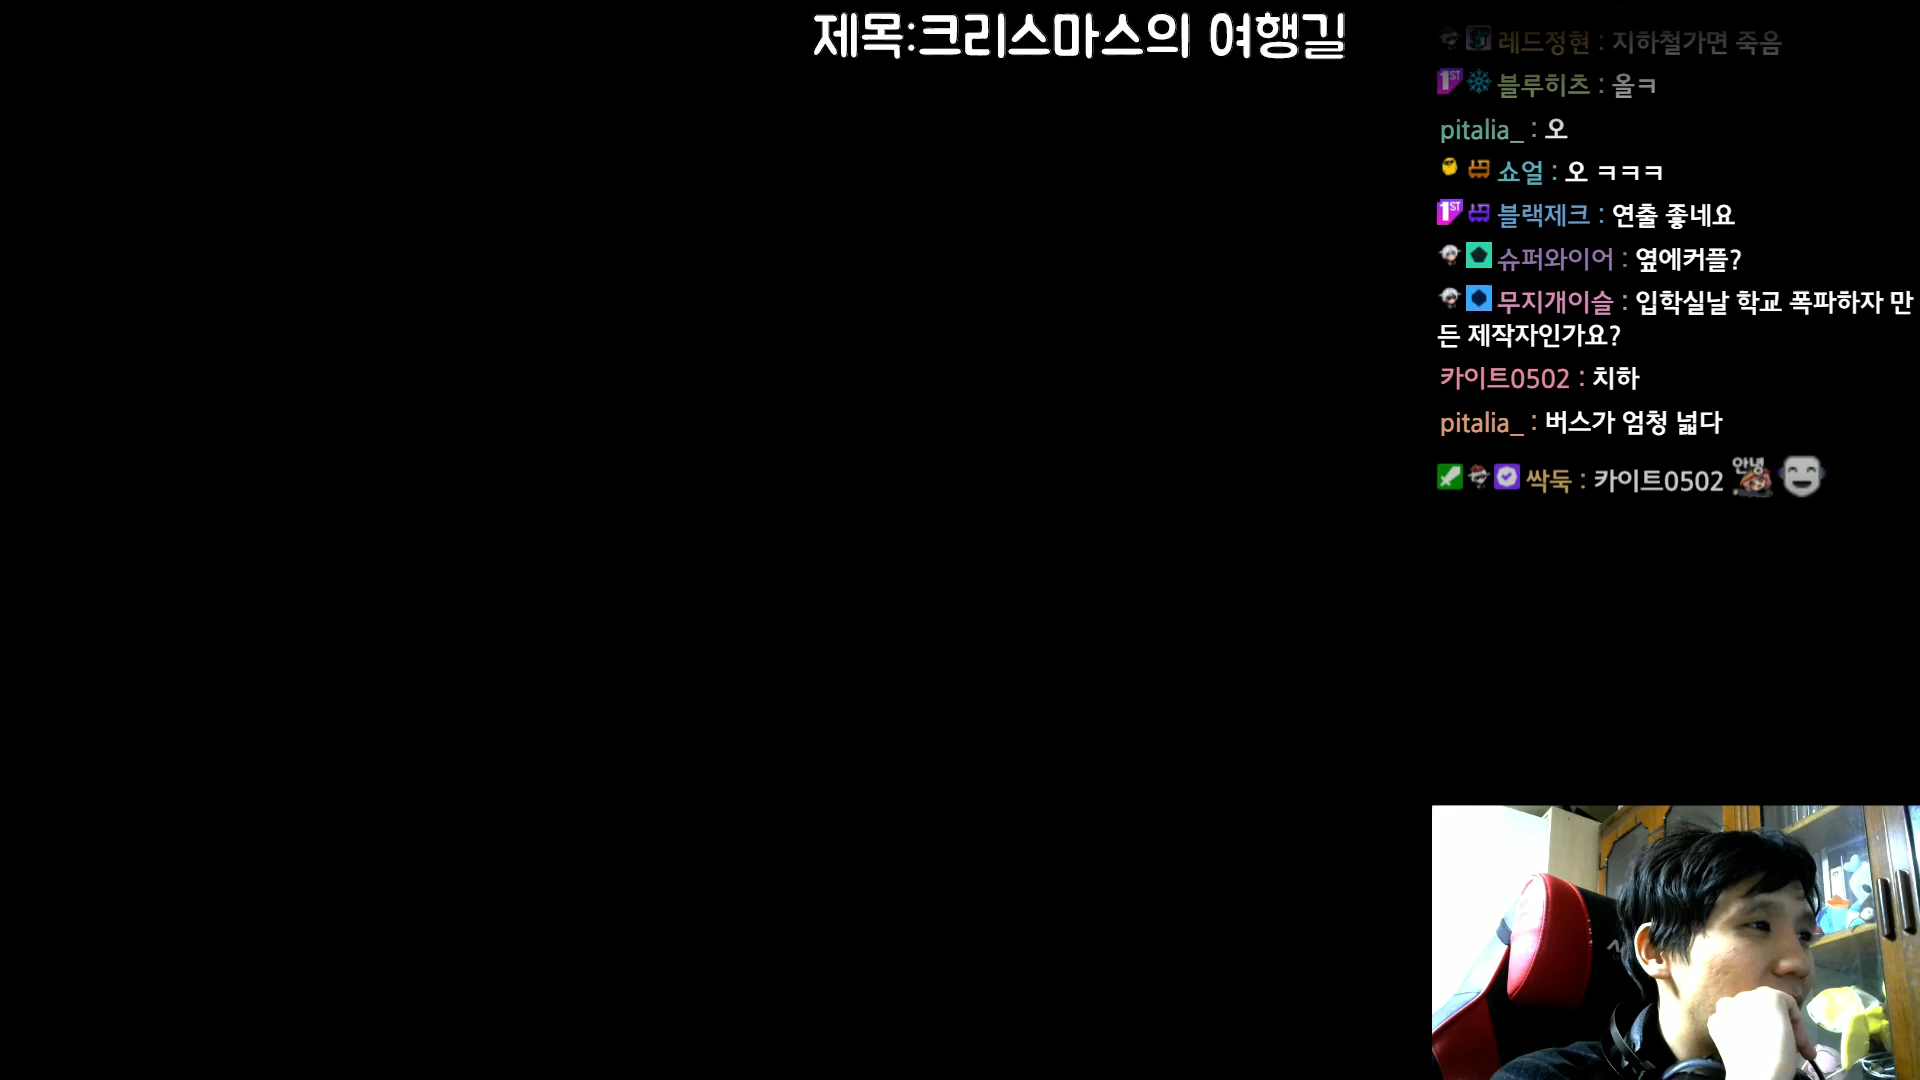 제목:크리스마스의 여행길
레드정현 : 지하철가면 죽음
1ST 블루히츠 : 올ㅋ
pitalia_ : 오
쇼얼 : 오 ㅋㅋㅋ
1ST 블랙제크 : 연출 좋네요
슈퍼와이어 : 옆에커플?
무지개이슬 : 입학실날 학교 폭파하자 만
든 제작자인가요?
카이트0502 : 치하
pitalia_ : 버스가 엄청 넓다
싹둑 : 카이트0502 안녕